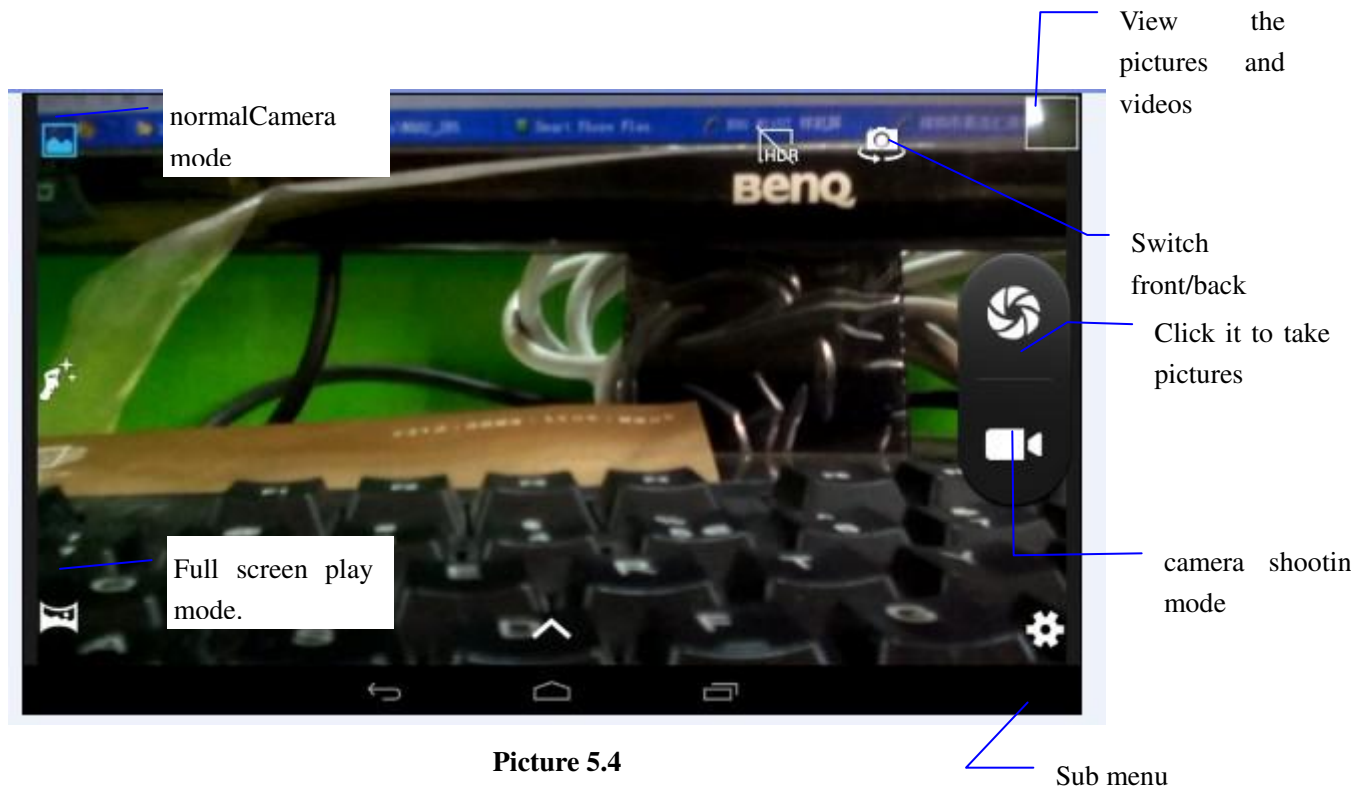 View the
pictures and
videos
normalCamera
mode
HDR
BenQ
Switch
front/back
Click it to take
pictures
camera shootin
mode
Full screen play
mode.
Picture 5.4
Sub menu